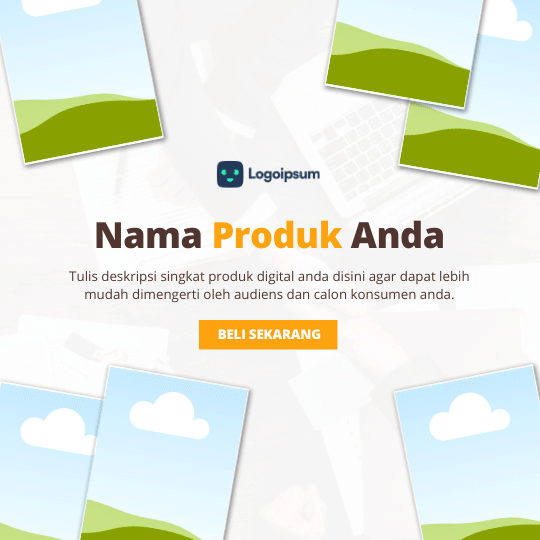 Logoipsum
Nama Produk Anda
Tulis deskripsi singkat produk digital anda disini agar dapat lebih
mudah dimengerti oleh audiens dan calon konsumen anda.
BELI SEKARANG